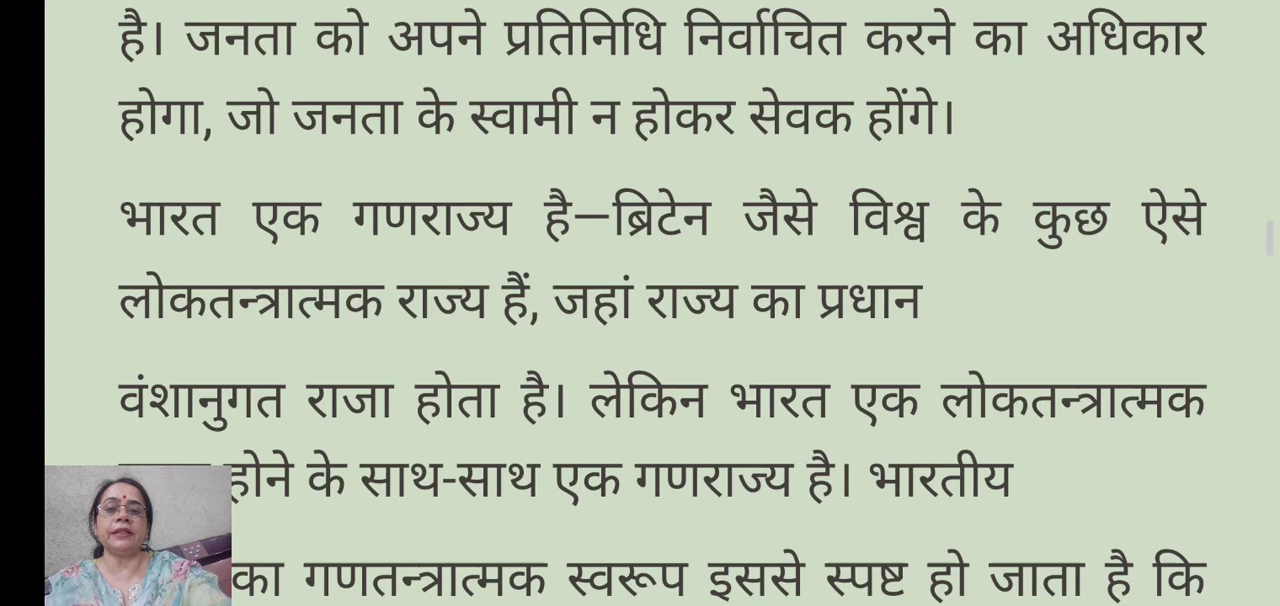 है। जनता को अपने प्रतिनिधि निर्वाचित करने का अधिकार
होगा, जो जनता के स्वामी न होकर सेवक होंगे।
भारत एक गणराज्य है—ब्रिटेन जैसे विश्व के कुछ ऐसे
लोकतन्त्रात्मक राज्य हैं, जहां राज्य का प्रधान
वंशानुगत राजा होता है। लेकिन भारत एक लोकतन्त्रात्मक
होने के साथ-साथ एक गणराज्य है। भारतीय
का गणतन्त्रात्मक स्वरूप इससे स्पष्ट हो जाता है कि